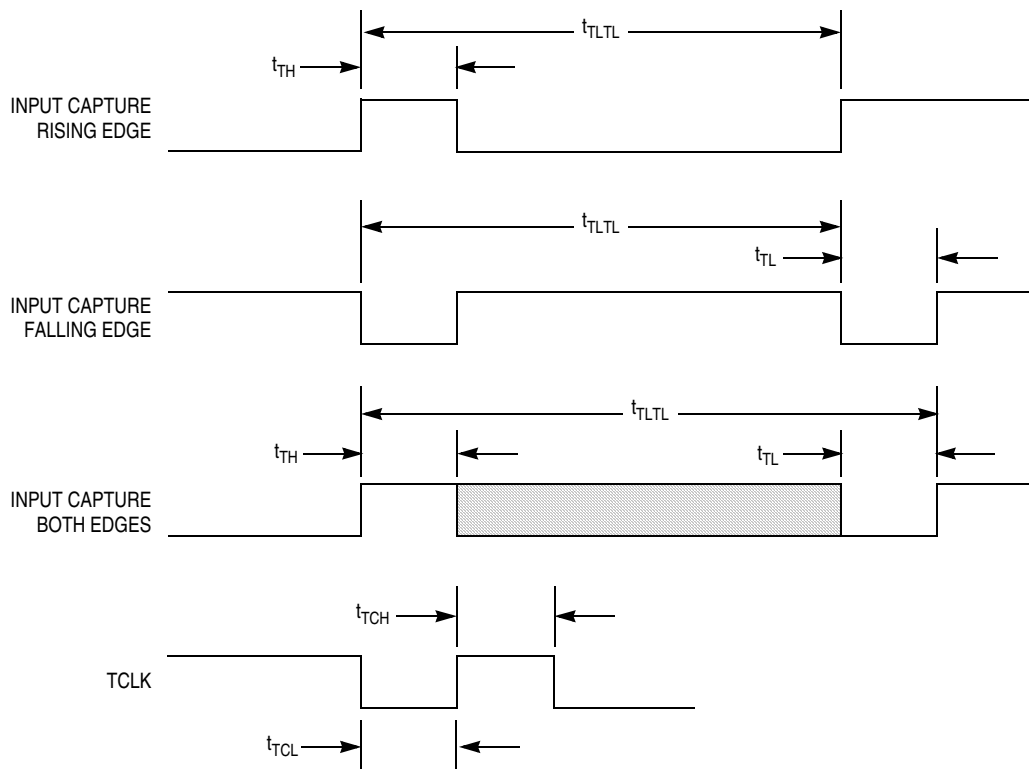 tTLTL
tTH
INPUT CAPTURE
RISING EDGE
tTLTL
tTL
INPUT CAPTURE
FALLING EDGE
tTLTL
tTH
tTL
INPUT CAPTURE
BOTH EDGES
tTCH
TCLK
tTCL